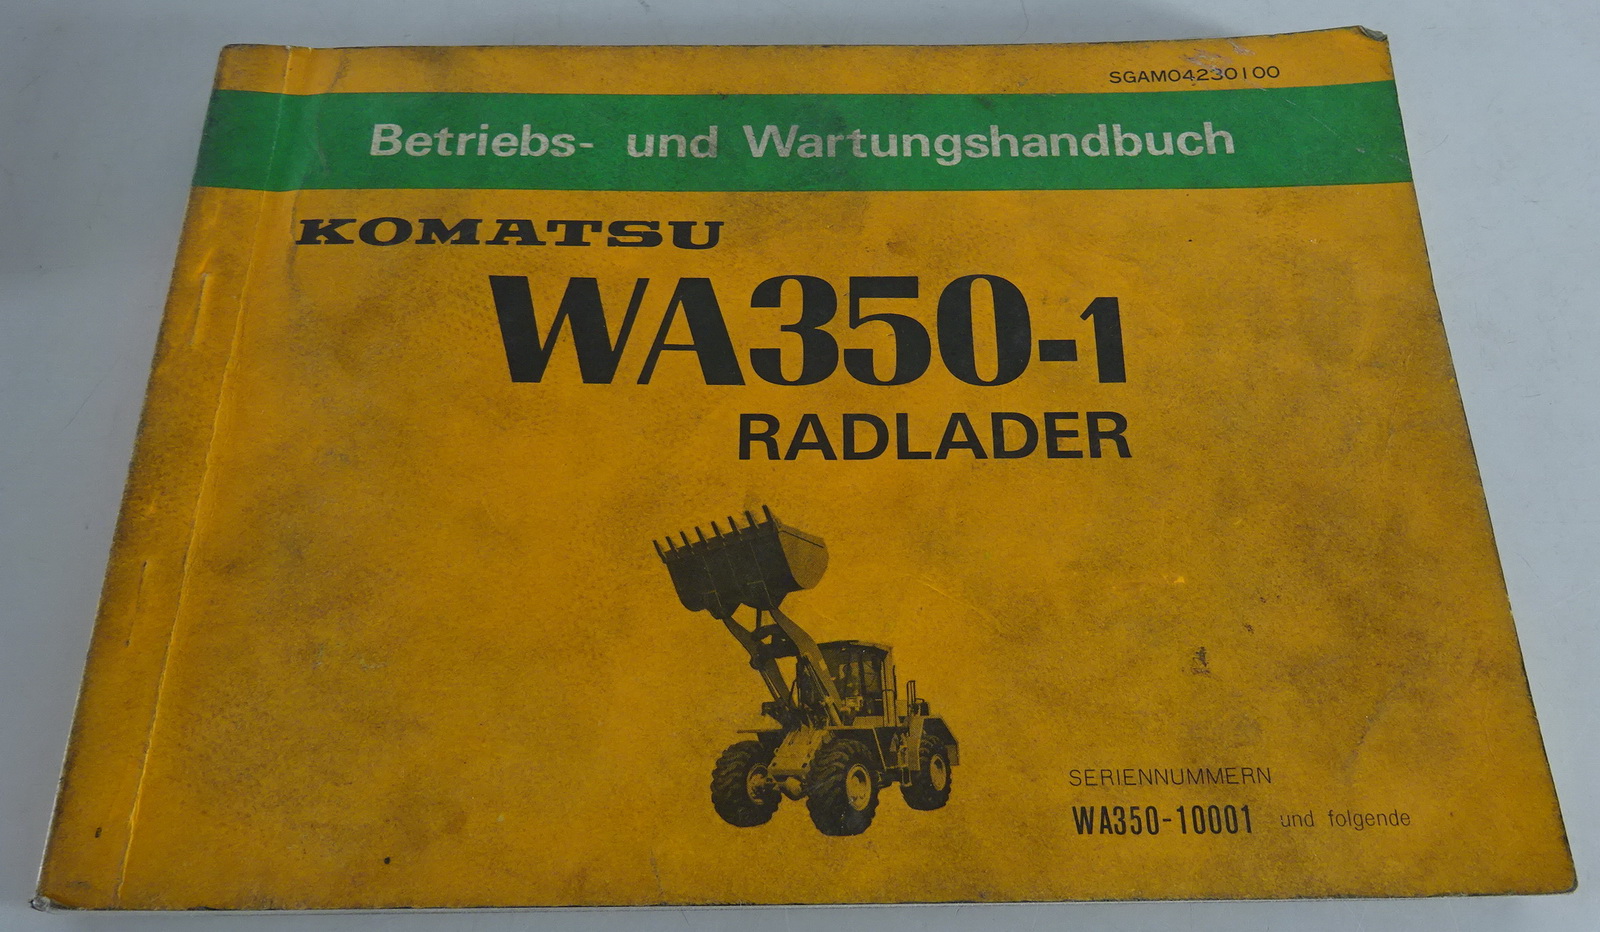 SGAM04230100
Betriebs- und Wartungshandbuch
KOMATSU
WA350-1
RADLADER
SERIENNUMMERN
WA350-10001 und folgende